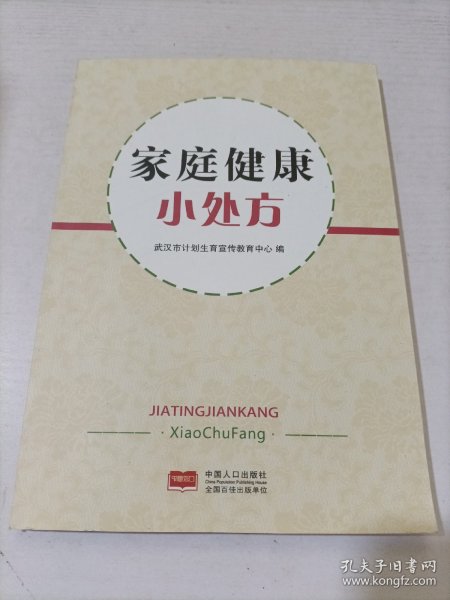 家庭健康
小处方
武汉市计划生育宣传教育中心 编
JIATINGJIANKANG
· XiaoChuFang ·
中国人口出版社
China Population Publishing House
全国百佳出版单位
孔夫子旧书网
www.kongfz.com